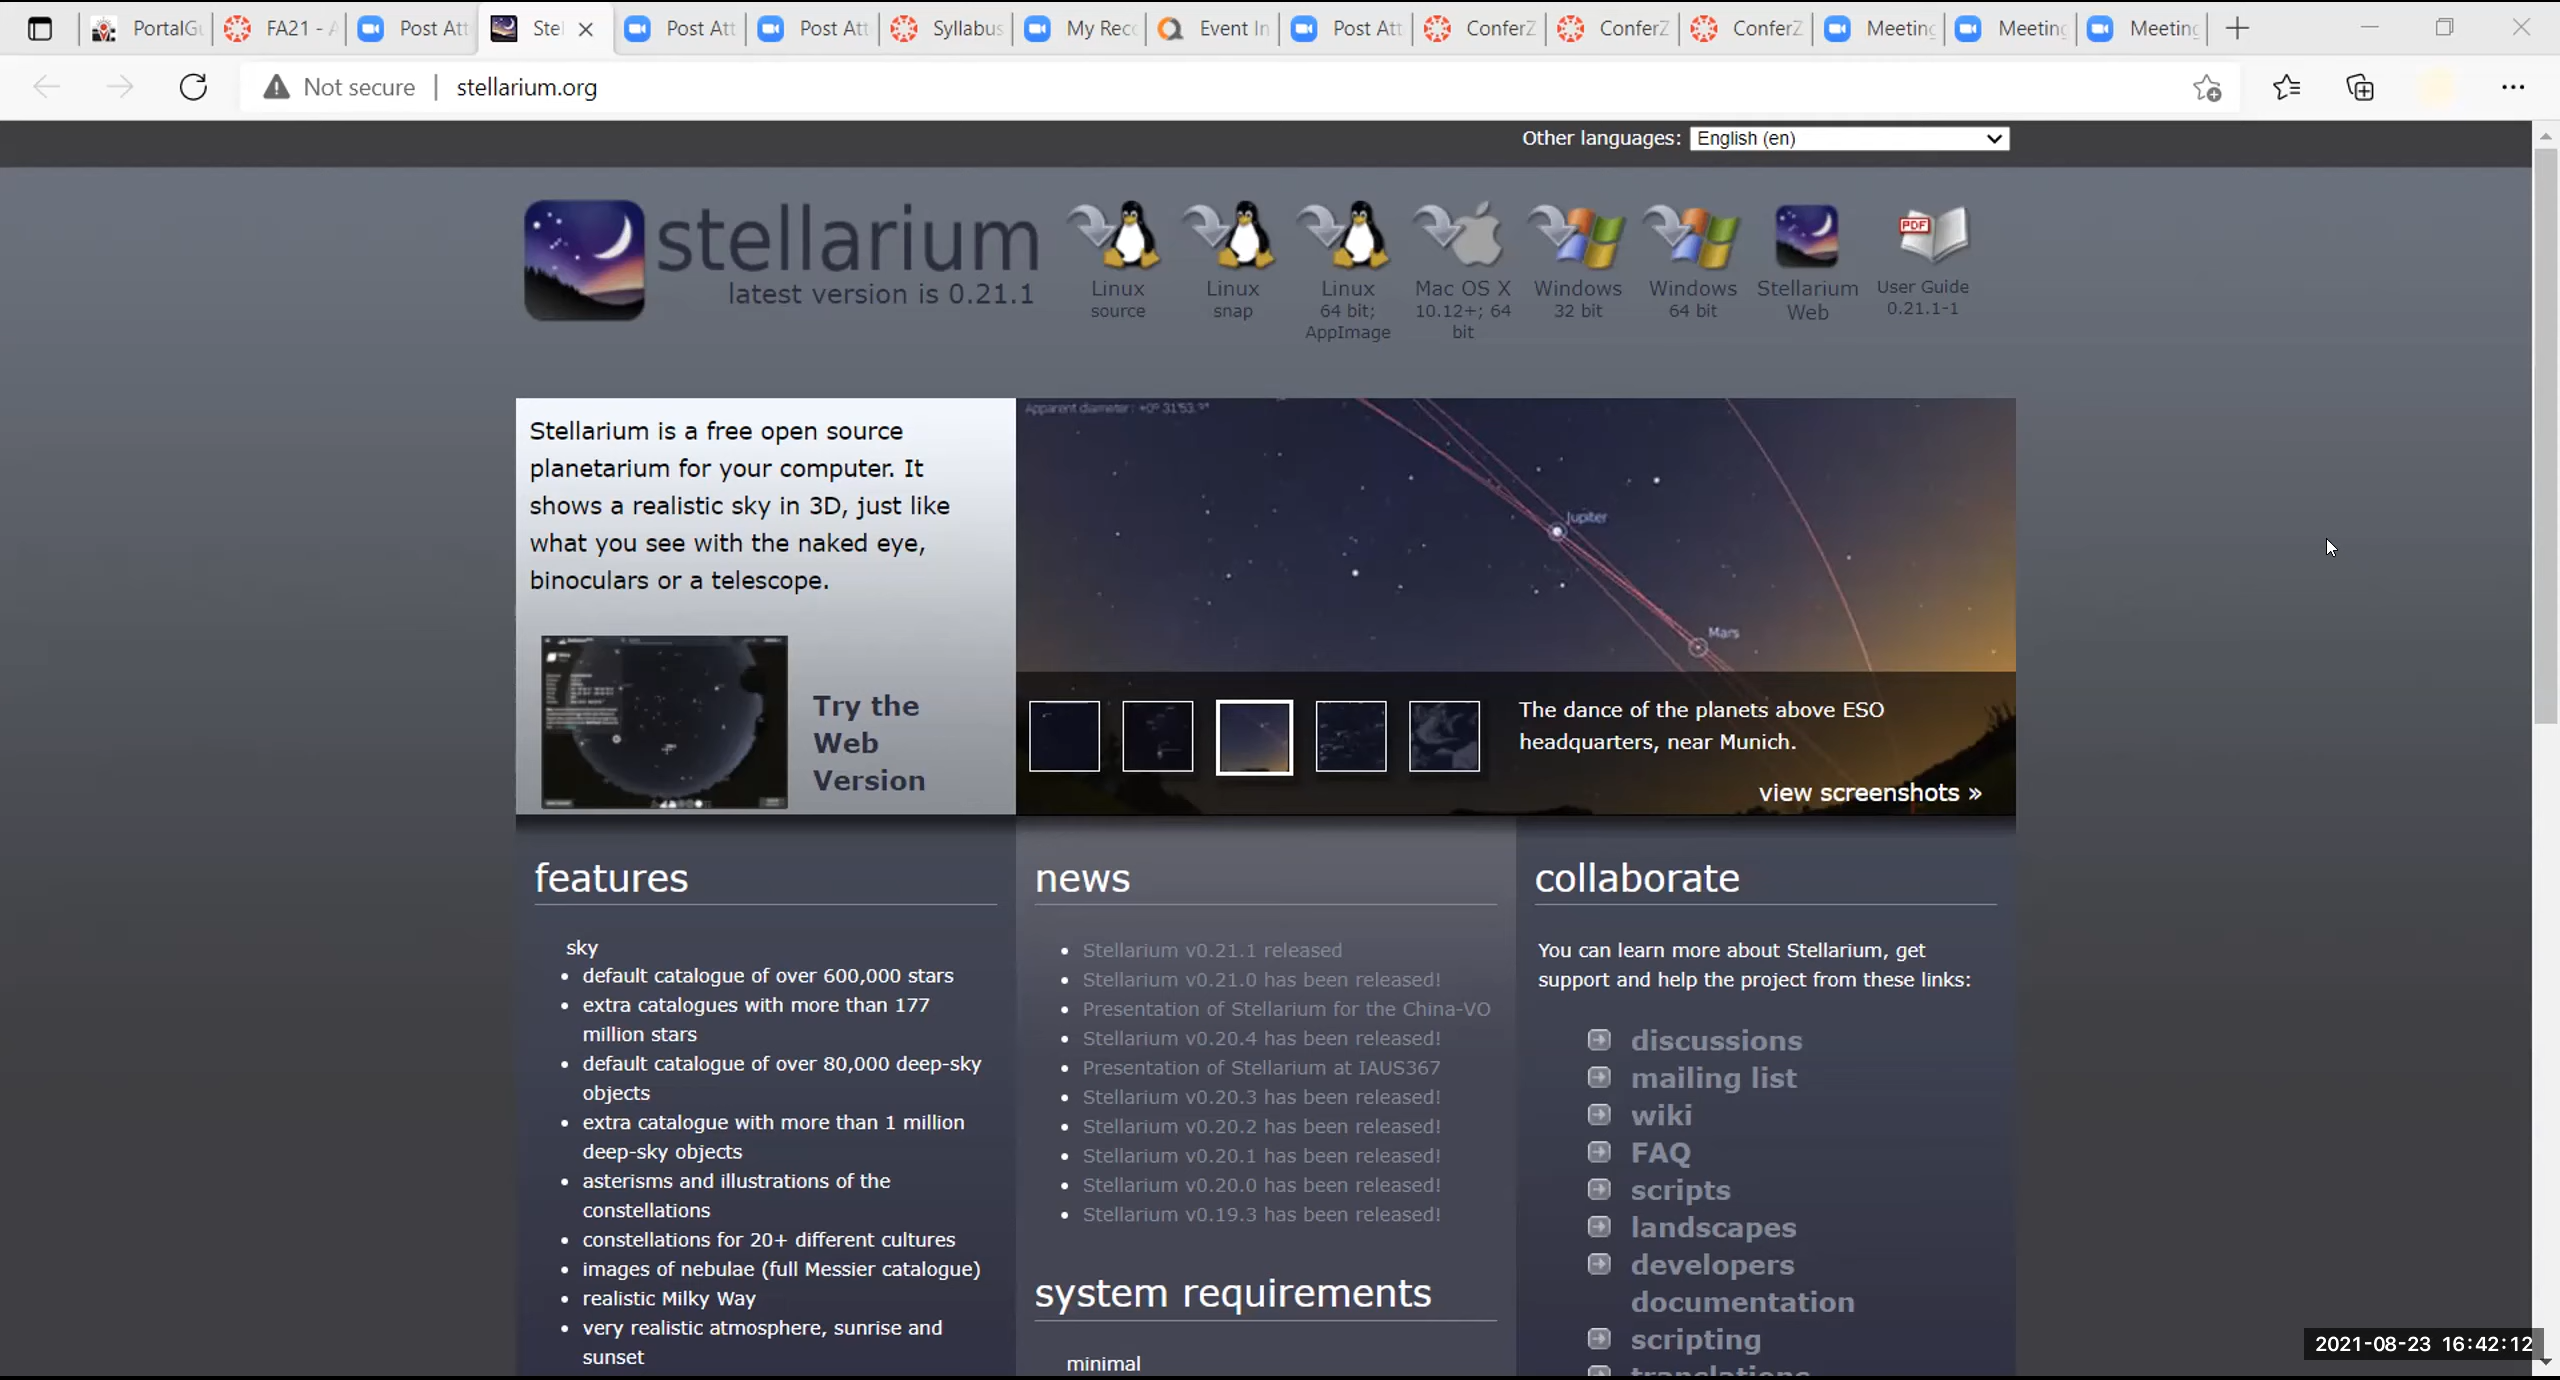 PortalGu
FA21 - A
Post Att
Stel
Post Att
Post Att
Syllabus
My Reco
Event In
Post Att
ConferZ
ConferZ
ConferZ
Meeting
Meeting
Meeting
Not secure | stellarium.org
Other languages: English (en)
stellarium
latest version is 0.21.1
Linux
source
Linux
snap
Linux
64 bit;
AppImage
Mac OS X
10.12+; 64
bit
Windows
32 bit
Windows
64 bit
Stellarium
Web
PDF
User Guide
0.21.1-1
Stellarium is a free open source
planetarium for your computer. It
shows a realistic sky in 3D, just like
what you see with the naked eye,
binoculars or a telescope.
Try the
Web
Version
Apparent diameter: +0° 31'53.9"
Jupiter
Mars
The dance of the planets above ESO
headquarters, near Munich.
view screenshots »
features
sky
• default catalogue of over 600,000 stars
• extra catalogues with more than 177
million stars
• default catalogue of over 80,000 deep-sky
objects
• extra catalogue with more than 1 million
deep-sky objects
• asterisms and illustrations of the
constellations
• constellations for 20+ different cultures
• images of nebulae (full Messier catalogue)
• realistic Milky Way
• very realistic atmosphere, sunrise and
sunset
news
• Stellarium v0.21.1 released
• Stellarium v0.21.0 has been released!
• Presentation of Stellarium for the China-VO
• Stellarium v0.20.4 has been released!
• Presentation of Stellarium at IAUS367
• Stellarium v0.20.3 has been released!
• Stellarium v0.20.2 has been released!
• Stellarium v0.20.1 has been released!
• Stellarium v0.20.0 has been released!
• Stellarium v0.19.3 has been released!
system requirements
minimal
collaborate
You can learn more about Stellarium, get
support and help the project from these links:
discussions
mailing list
wiki
FAQ
scripts
landscapes
developers
documentation
scripting
translations
2021-08-23 16:42:12